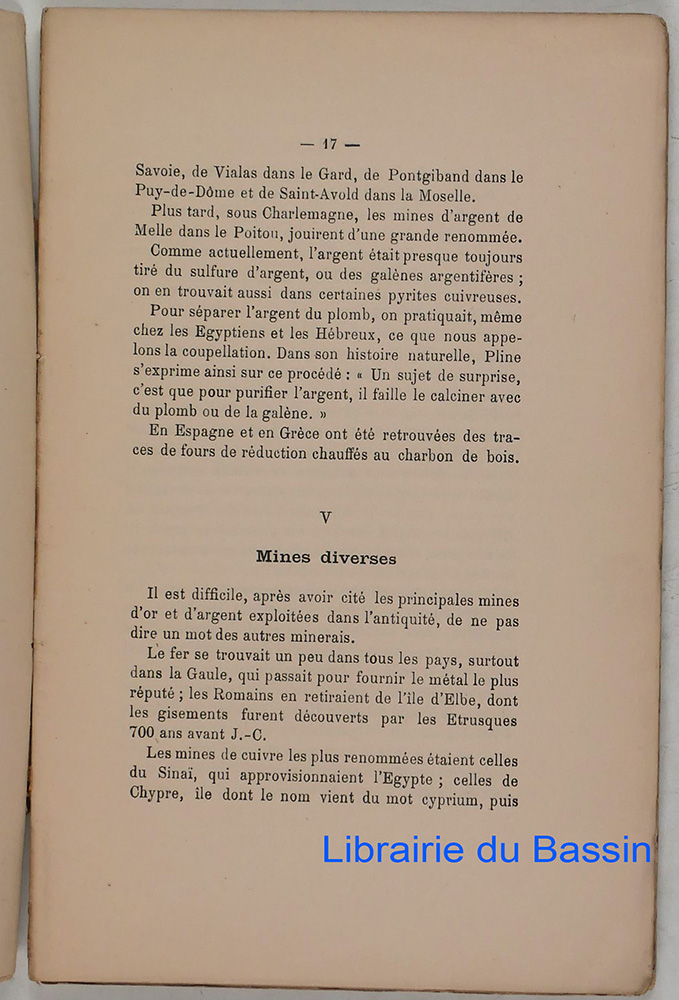 — 17 —
Savoie, de Vialas dans le Gard, de Pontgiband dans le
Puy-de-Dôme et de Saint-Avold dans la Moselle.
Plus tard, sous Charlemagne, les mines d'argent de
Melle dans le Poitou, jouirent d'une grande renommée.
Comme actuellement, l'argent était presque toujours
tiré du sulfure d'argent, ou des galènes argentifères ;
on en trouvait aussi dans certaines pyrites cuivreuses.
Pour séparer l'argent du plomb, on pratiquait, même
chez les Egyptiens et les Hébreux, ce que nous appe-
lons la coupellation. Dans son histoire naturelle, Pline
s'exprime ainsi sur ce procédé : « Un sujet de surprise,
c'est que pour purifier l'argent, il faille le calciner avec
du plomb ou de la galène. »
En Espagne et en Grèce ont été retrouvées des tra-
ces de fours de réduction chauffés au charbon de bois.
V
Mines diverses
Il est difficile, après avoir cité les principales mines
d'or et d'argent exploitées dans l'antiquité, de ne pas
dire un mot des autres minerais.
Le fer se trouvait un peu dans tous les pays, surtout
dans la Gaule, qui passait pour fournir le métal le plus
réputé ; les Romains en retiraient de l'île d'Elbe, dont
les gisements furent découverts par les Etrusques
700 ans avant J.-C.
Les mines de cuivre les plus renommées étaient celles
du Sinaï, qui approvisionnaient l'Egypte ; celles de
Chypre, île dont le nom vient du mot cyprium, puis
Librairie du Bassin